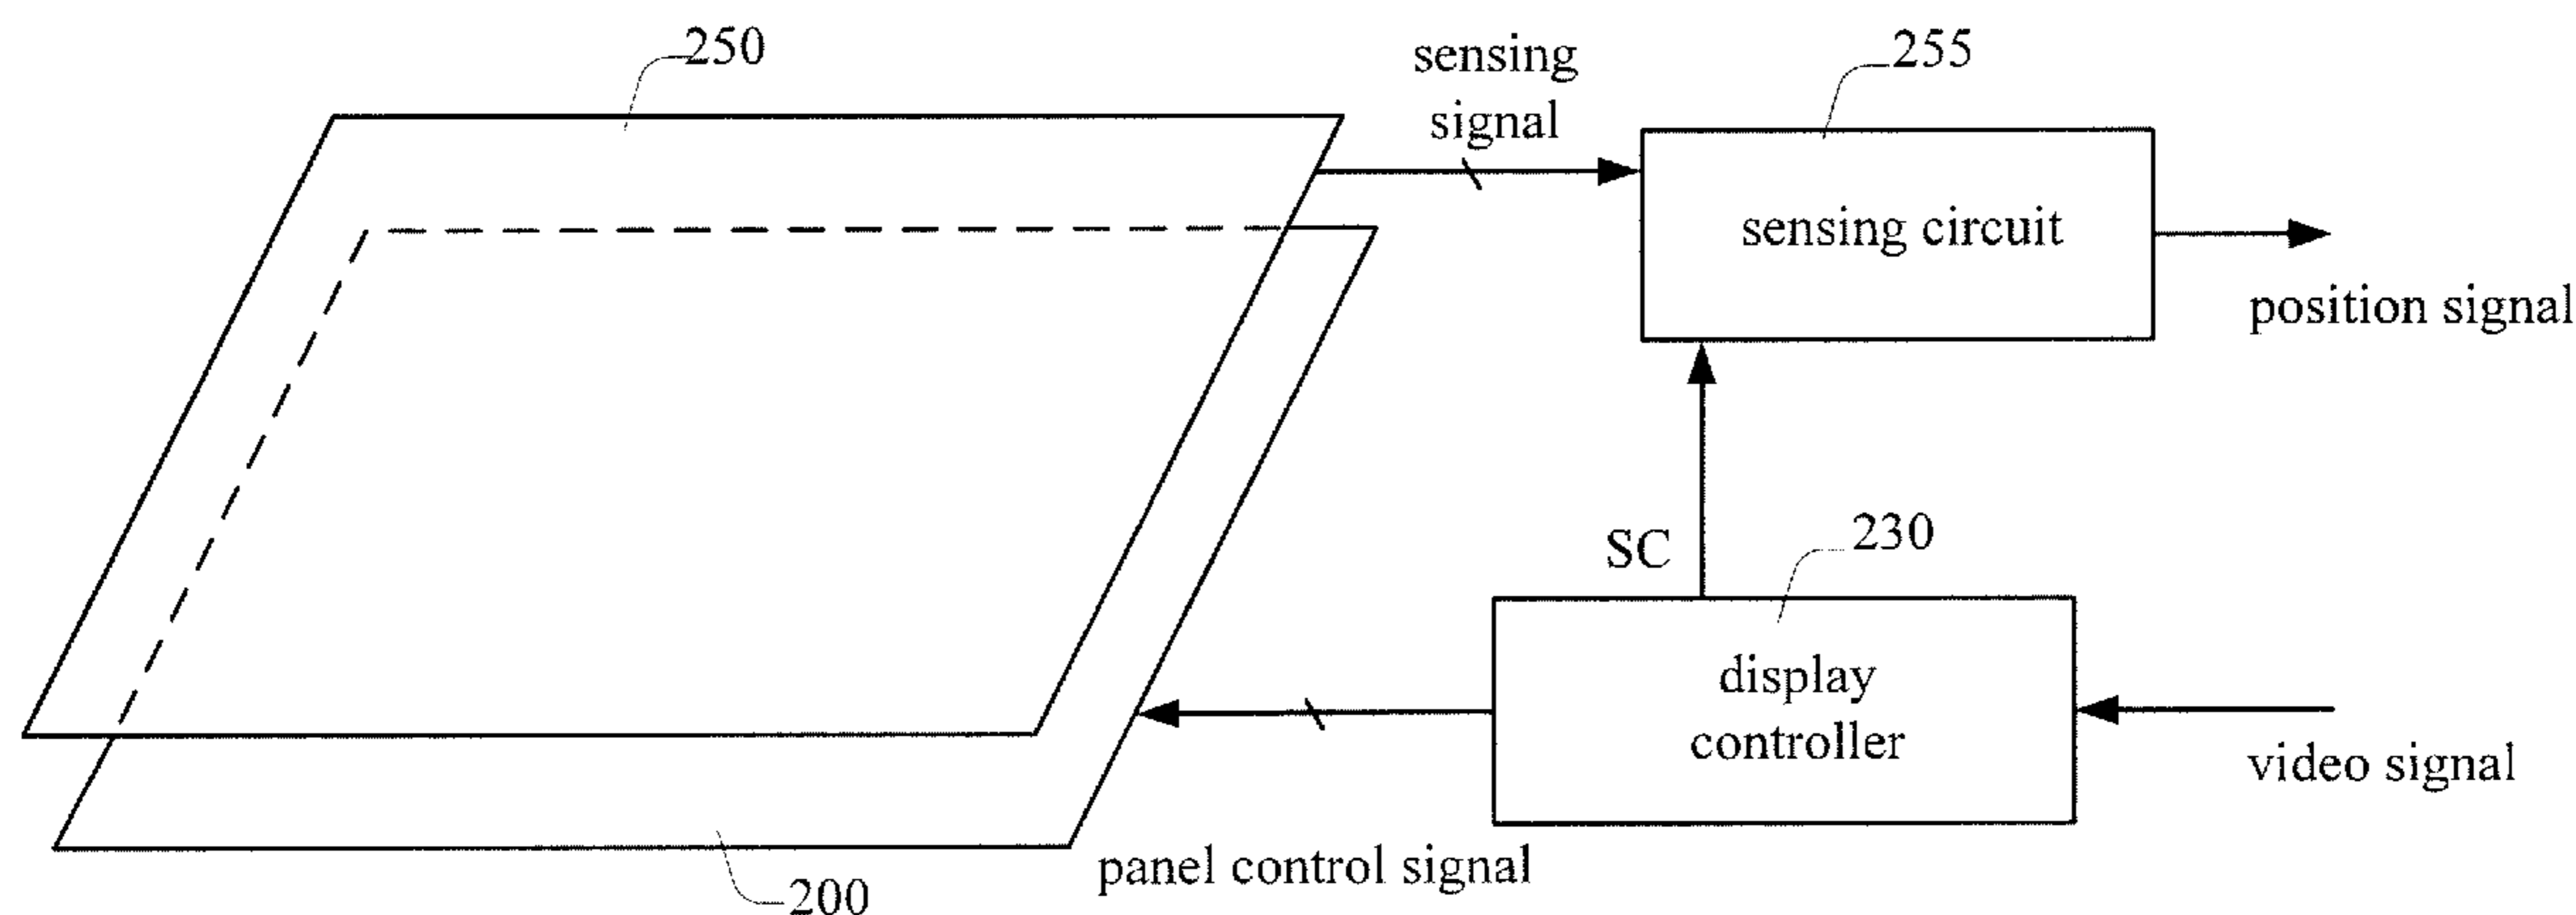 250
sensing
signal
255
sensing circuit
position signal
SC
230
display
controller
video signal
panel control signal
200